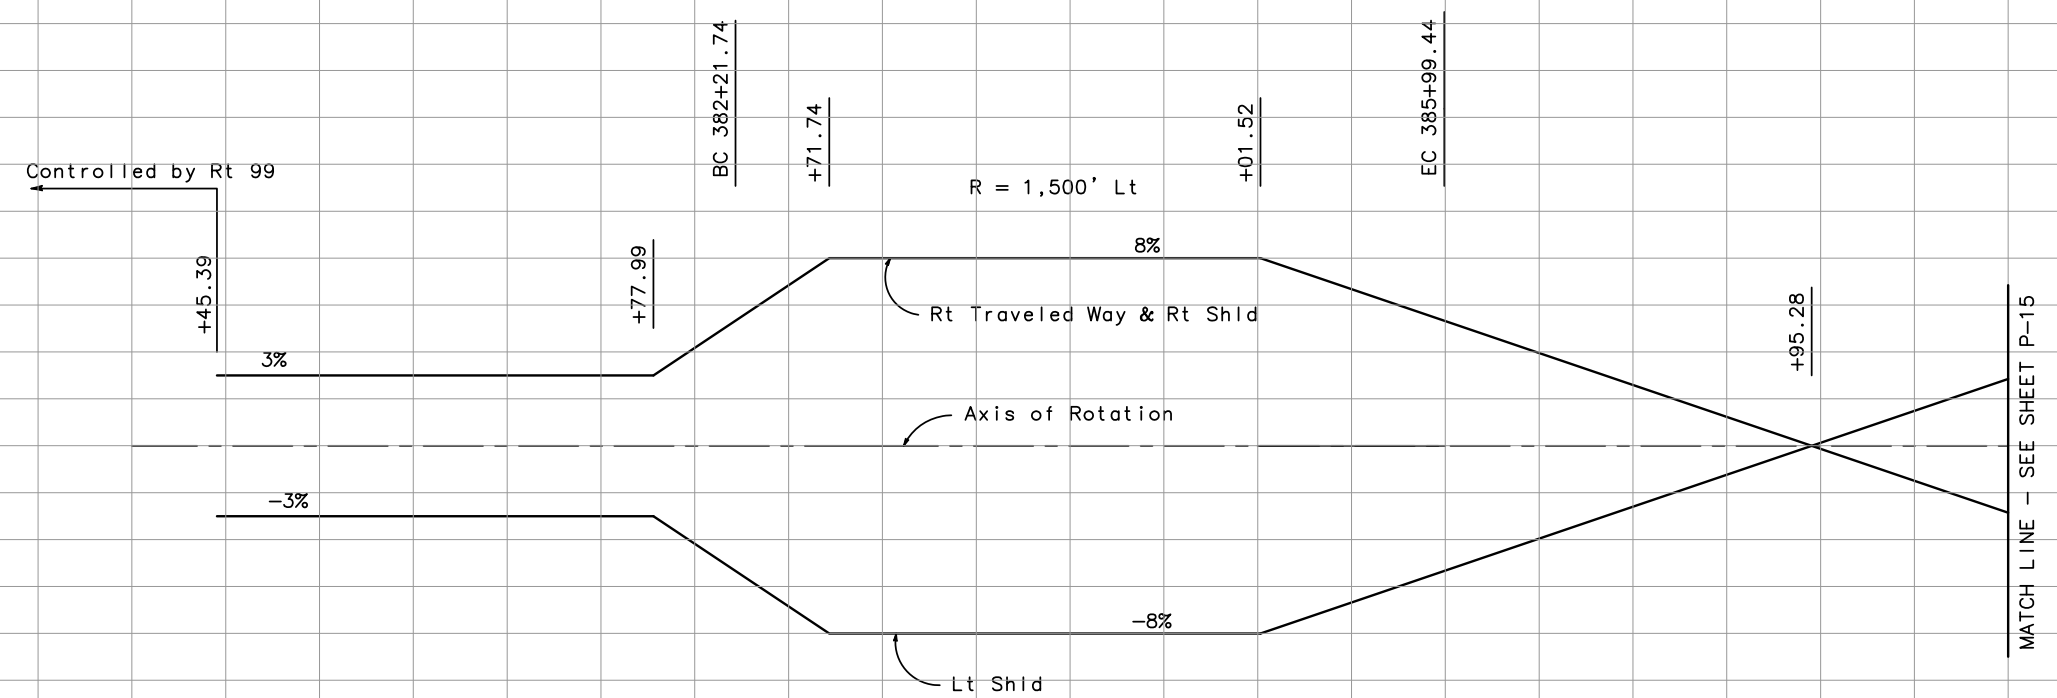 BC 382+21.74
+71.74
+01.52
EC 385+99.44
Controlled by Rt 99
R = 1,500' Lt
+45.39
+77.99
8%
Rt Traveled Way & Rt Shld
+95.28
3%
Axis of Rotation
-3%
-8%
Lt Shld
MATCH LINE - SEE SHEET P-15